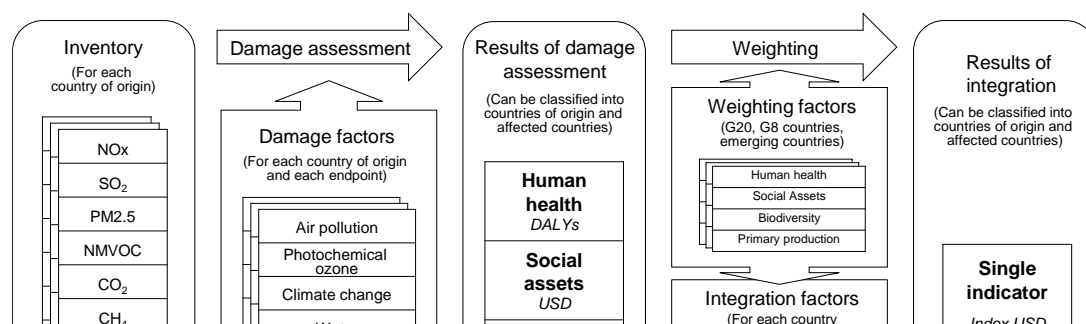 Inventory
(For each
country of origin)
NOx
SO₂
PM2.5
NMVOC
CO₂
CH₄
Damage assessment
Damage factors
(For each country of origin
and each endpoint)
Air pollution
Photochemical
ozone
Climate change
Results of damage
assessment
(Can be classified into
countries of origin and
affected countries)
Human
health
DALYs
Social
assets
USD
Weighting
Weighting factors
(G20, G8 countries,
emerging countries)
Human health
Social Assets
Biodiversity
Primary production
Integration factors
(For each country
Results of
integration
(Can be classified into
countries of origin and
affected countries)
Single
indicator
Index USD